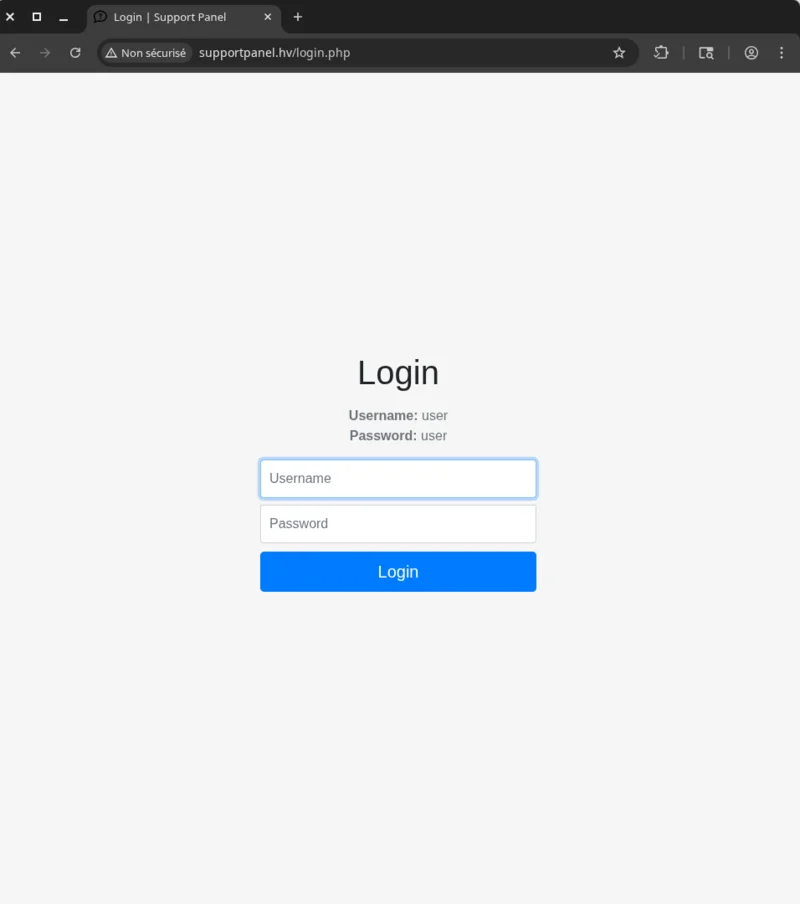 Login | Support Panel
Non sécurisé
supportpanel.hv/login.php
Login
Username: user
Password: user
Username
Password
Login